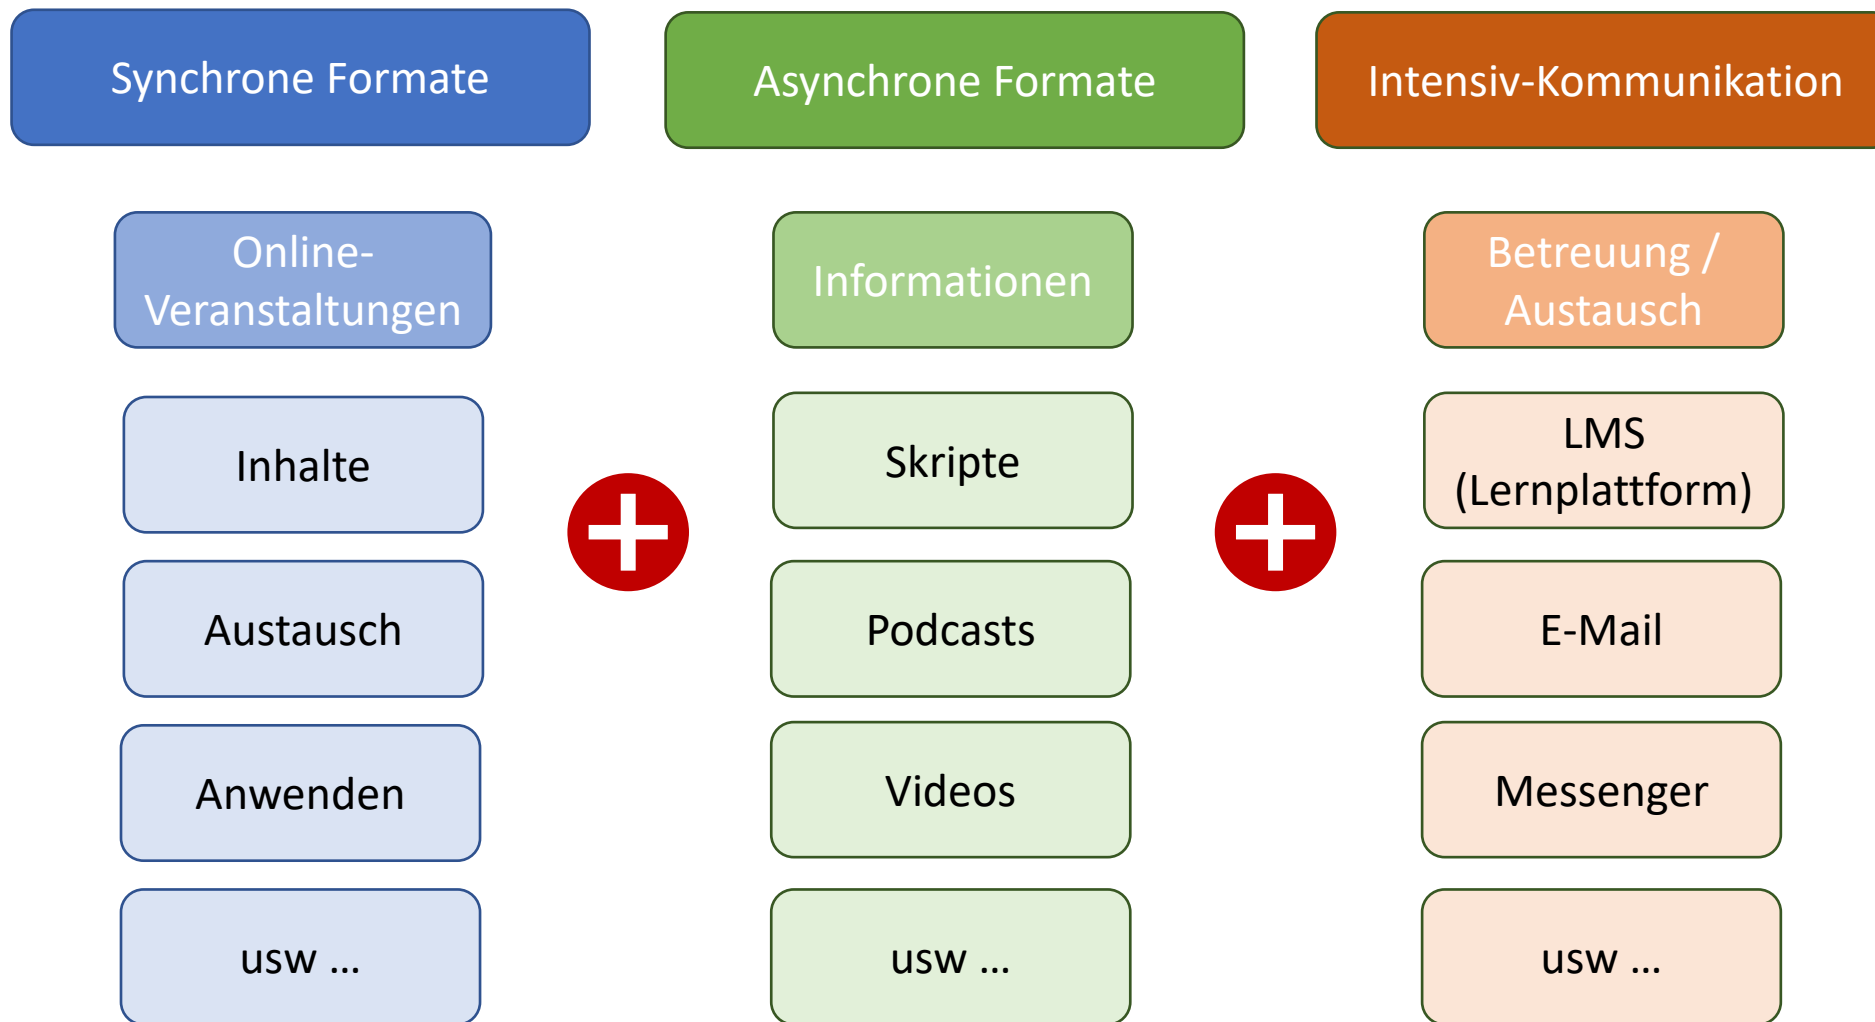 Synchrone Formate
Asynchrone Formate
Intensiv-Kommunikation
Online-
Veranstaltungen
Informationen
Betreuung /
Austausch
Inhalte
Skripte
LMS
(Lernplattform)
Austausch
Podcasts
E-Mail
Anwenden
Videos
Messenger
usw ...
usw ...
usw ...